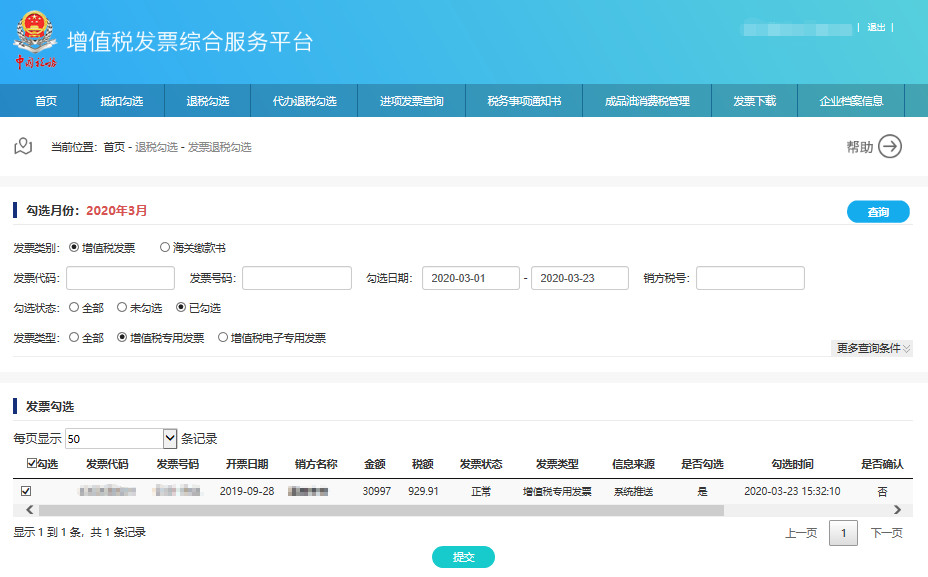 增值税发票综合服务平台
| 退出 |
中国税务
首页 抵扣勾选 退税勾选 代办退税勾选 进项发票查询 税务事项通知书 成品油消费税管理 发票下载 企业档案信息
当前位置：首页 - 退税勾选 - 发票退税勾选 帮助
勾选月份：2020年3月 查询
发票类别： 增值税发票 海关缴款书
发票代码： 发票号码： 勾选日期： 2020-03-01 - 2020-03-23 销方税号：
勾选状态： 全部 未勾选 已勾选
发票类型： 全部 增值税专用发票 增值税电子专用发票
更多查询条件
发票勾选
每页显示 50 条记录
勾选 发票代码 发票号码 开票日期 销方名称 金额 税额 发票状态 发票类型 信息来源 是否勾选 勾选时间 是否确认
2019-09-28 30997 929.91 正常 增值税专用发票 系统推送 是 2020-03-23 15:32:10 否
显示 1 到 1 条，共 1 条记录 上一页 1 下一页
提交